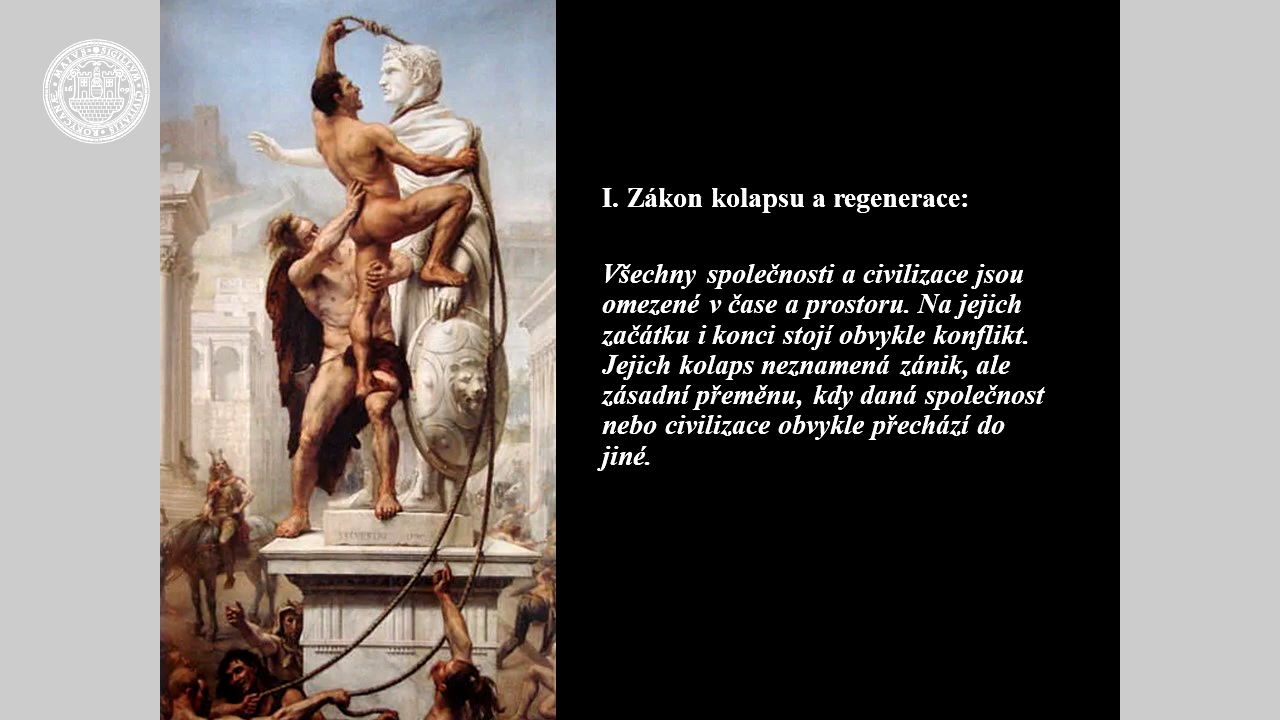 I. Zákon kolapsu a regenerace:
Všechny společnosti a civilizace jsou
omezené v čase a prostoru. Na jejich
začátku i konci stojí obvykle konflikt.
Jejich kolaps neznamená zánik, ale
zásadní přeměnu, kdy daná společnost
nebo civilizace obvykle přechází do
jiné.